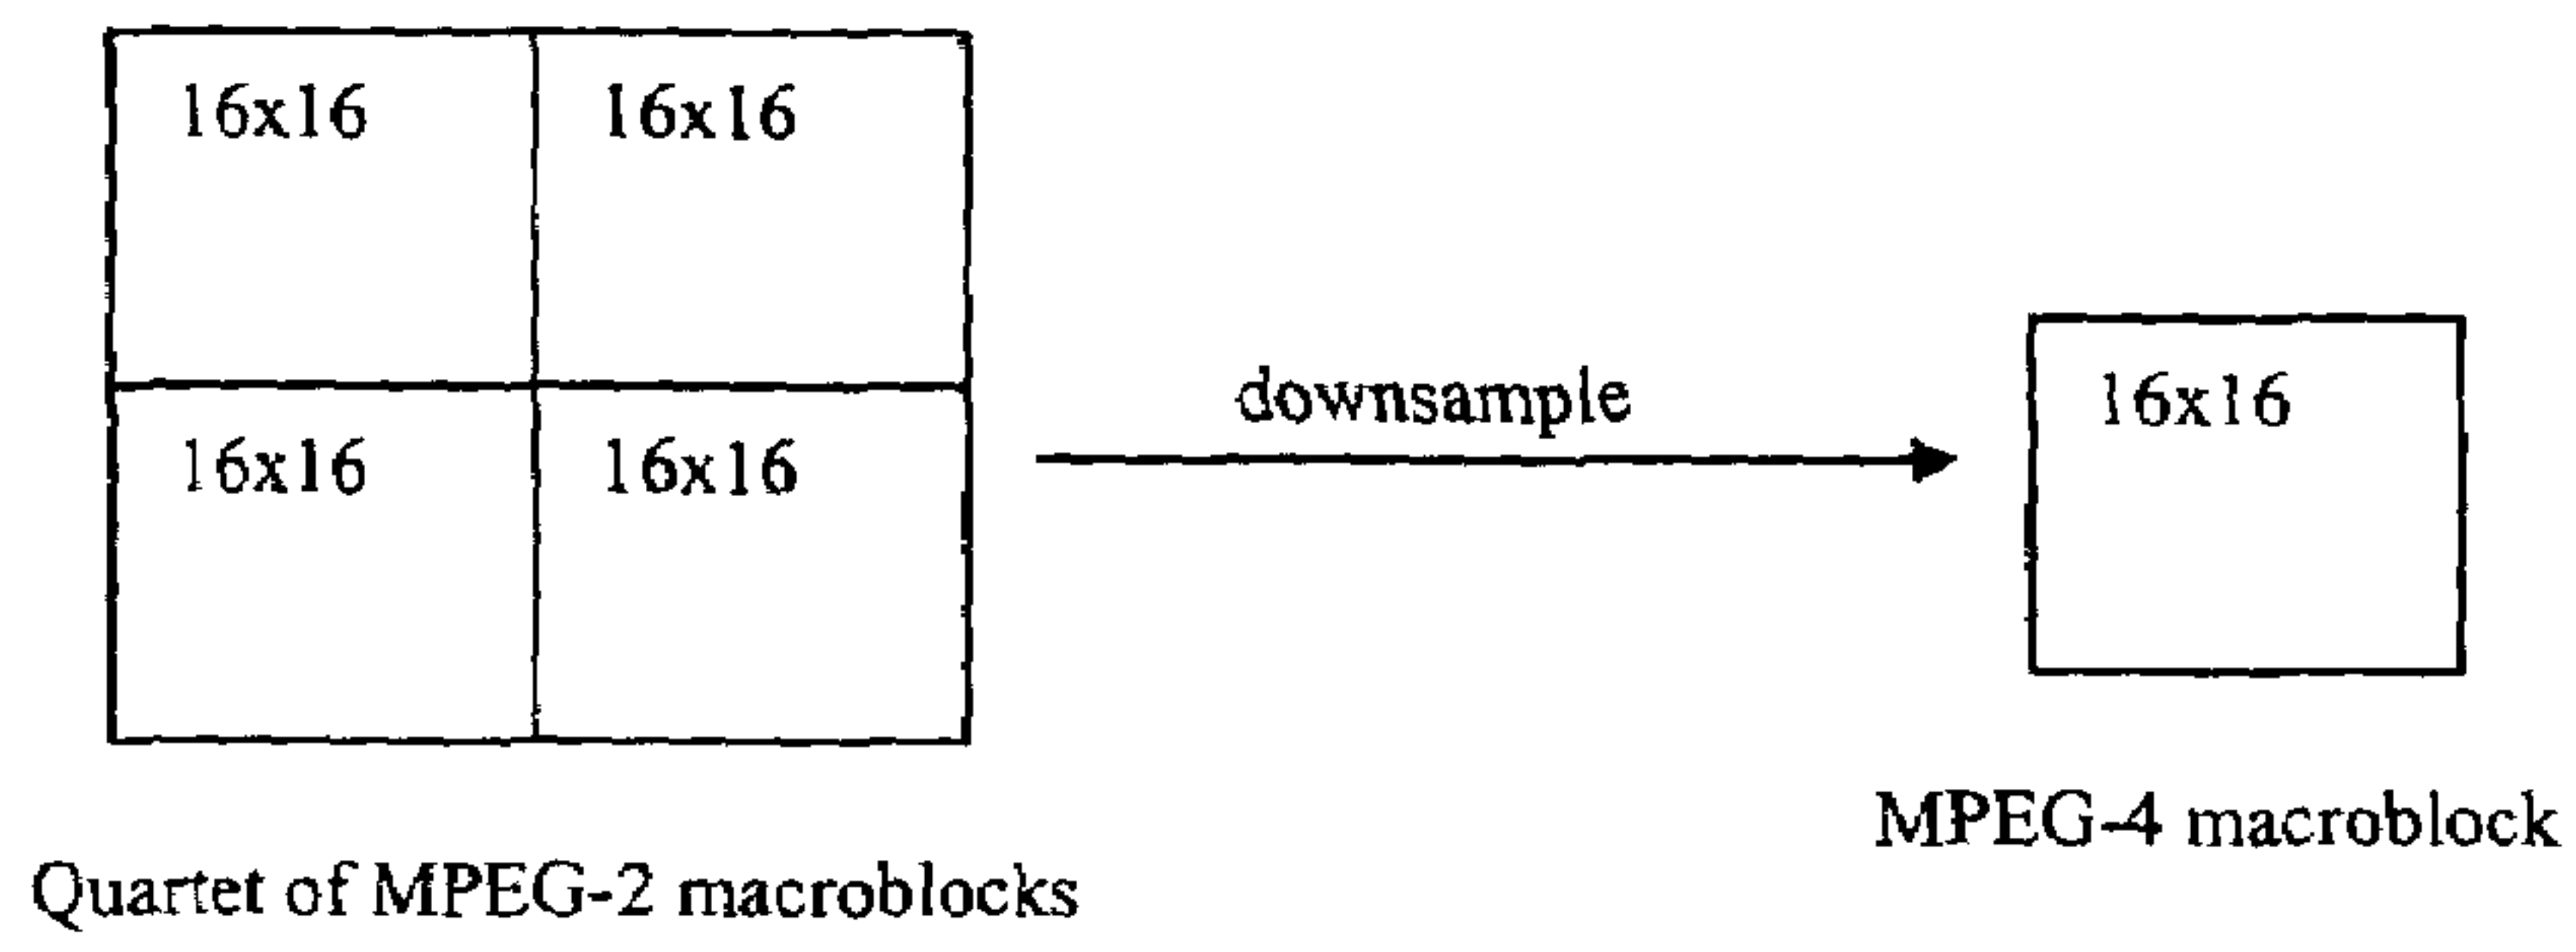 16x16 16x16
16x16 16x16
downsample
16x16
Quartet of MPEG-2 macroblocks
MPEG-4 macroblock